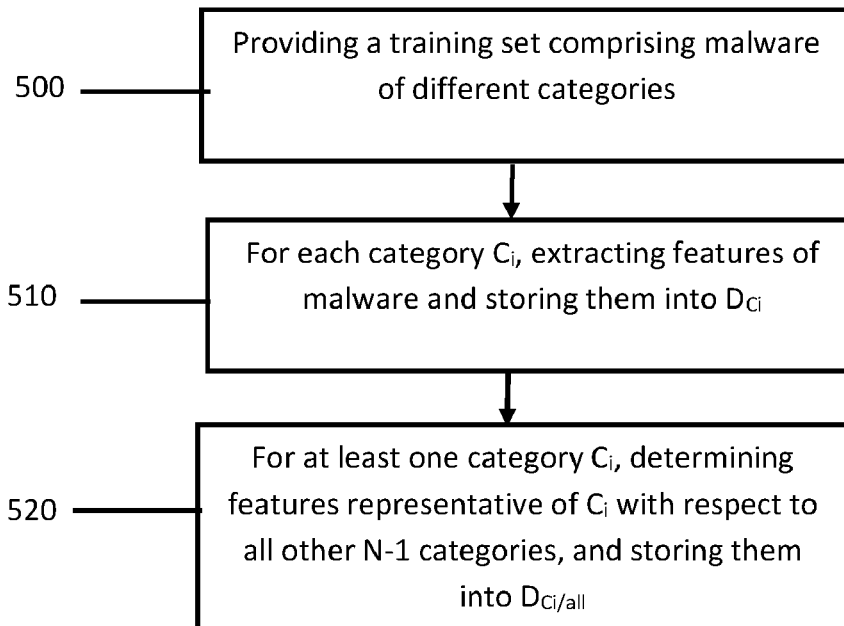 Providing a training set comprising malware
of different categories
500
For each category Cᵢ, extracting features of
malware and storing them into D_Ci
510
For at least one category Cᵢ, determining
features representative of Cᵢ with respect to
all other N-1 categories, and storing them
into D_Ci/all
520